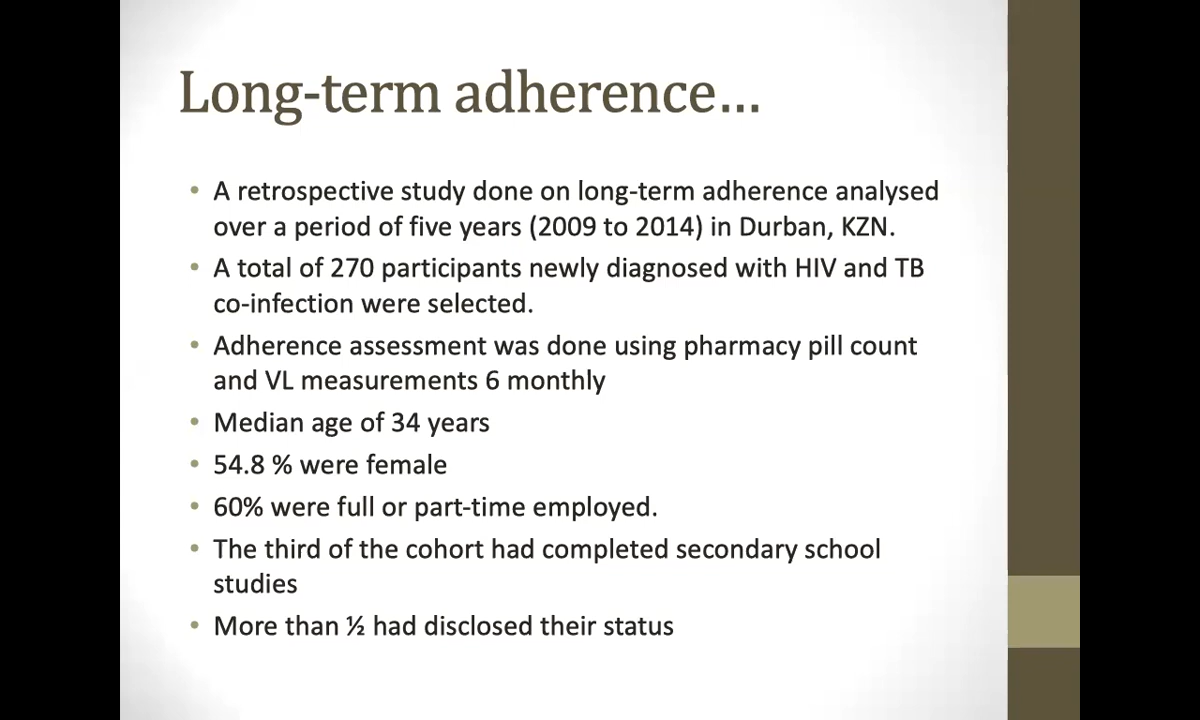 Long-term adherence...
• A retrospective study done on long-term adherence analysed
over a period of five years (2009 to 2014) in Durban, KZN.
• A total of 270 participants newly diagnosed with HIV and TB
co-infection were selected.
• Adherence assessment was done using pharmacy pill count
and VL measurements 6 monthly
• Median age of 34 years
• 54.8 % were female
• 60% were full or part-time employed.
• The third of the cohort had completed secondary school
studies
• More than ½ had disclosed their status